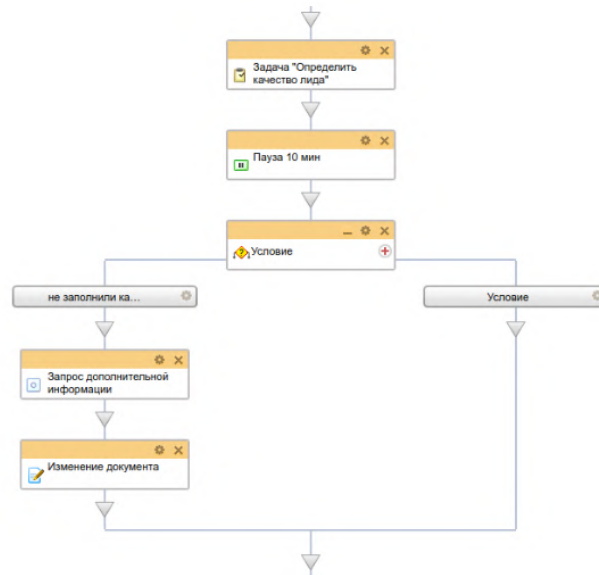 Задача "Определить
качество лида"
Пауза 10 мин
Условие
не заполнили ка...
Условие
Запрос дополнительной
информации
Изменение документа